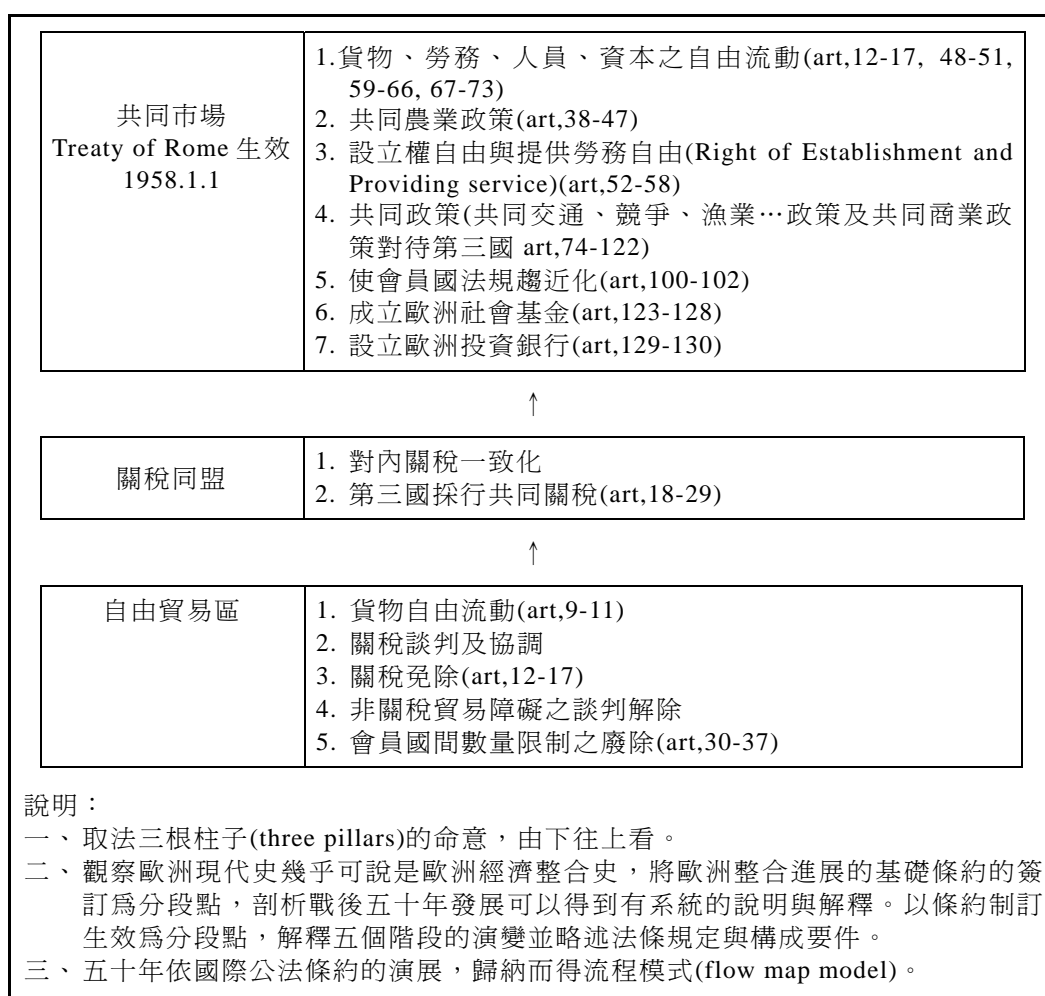 共同市場
Treaty of Rome 生效
1958.1.1
1.貨物、勞務、人員、資本之自由流動(art,12-17, 48-51,
59-66, 67-73)
2. 共同農業政策(art,38-47)
3. 設立權自由與提供勞務自由(Right of Establishment and
Providing service)(art,52-58)
4. 共同政策(共同交通、競爭、漁業…政策及共同商業政
策對待第三國 art,74-122)
5. 使會員國法規趨近化(art,100-102)
6. 成立歐洲社會基金(art,123-128)
7. 設立歐洲投資銀行(art,129-130)
↑
關稅同盟
1. 對內關稅一致化
2. 第三國採行共同關稅(art,18-29)
↑
自由貿易區
1. 貨物自由流動(art,9-11)
2. 關稅談判及協調
3. 關稅免除(art,12-17)
4. 非關稅貿易障礙之談判解除
5. 會員國間數量限制之廢除(art,30-37)
說明：
一、取法三根柱子(three pillars)的命意，由下往上看。
二、觀察歐洲現代史幾乎可說是歐洲經濟整合史，將歐洲整合進展的基礎條約的簽
訂為分段點，剖析戰後五十年發展可以得到有系統的說明與解釋。以條約制訂
生效為分段點，解釋五個階段的演變並略述法條規定與構成要件。
三、五十年依國際公法條約的演展，歸納而得流程模式(flow map model)。